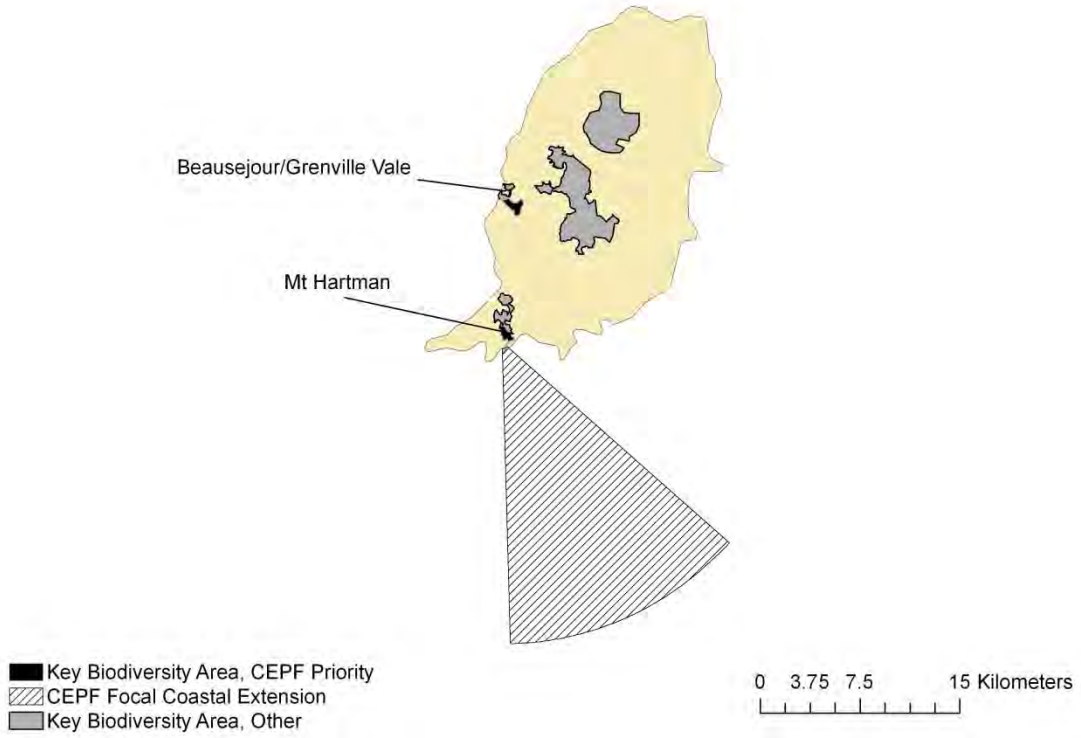 Beausejour/Grenville Vale
Mt Hartman
Key Biodiversity Area, CEPF Priority
CEPF Focal Coastal Extension
Key Biodiversity Area, Other
0 3.75 7.5 15 Kilometers